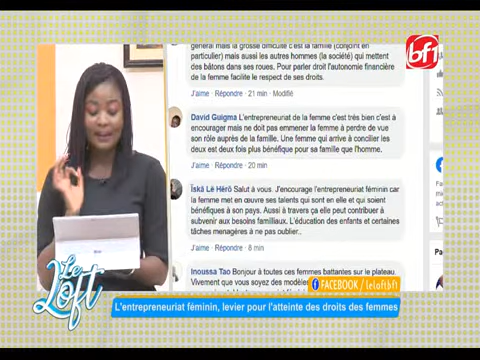 général mais la grosse difficulté c'est la famille (conjoint en
particulier) mais aussi les autres hommes (la société) qui mettent
des bâtons dans ses roues. Pour parler droit l'autonomie financière
de la femme facilite le respect de ses droits.
J'aime · Répondre · 21 min · Modifié
David Guigma L'entrepreneuriat de la femme c'est très bien c'est à
encourager mais ne doit pas emmener la femme à perdre de vue
son rôle auprès de la famille. Une femme qui arrive à concilier les
deux est deux fois plus bénéfique pour sa famille que l'homme.
J'aime · Répondre · 20 min
Ïskâ Lé Hérô Salut à vous. J'encourage l'entreprenariat féminin car
la femme met en œuvre ses talents qui sont en elle et qui soient
bénéfiques à son pays. Aussi à travers ça elle peut contribuer à
subvenir aux besoins familliaux. L'éducation des enfants et certaines
tâches menagères à ne pas oublier..
J'aime · Répondre · 8 min
Inoussa Tao Bonjour à toutes ces femmes battantes sur le plateau.
Vivement que vous soyez des modèles
bf1
Le
Loft
f FACEBOOK / leloftbf1
L'entrepreneuriat féminin, levier pour l'atteinte des droits des femmes